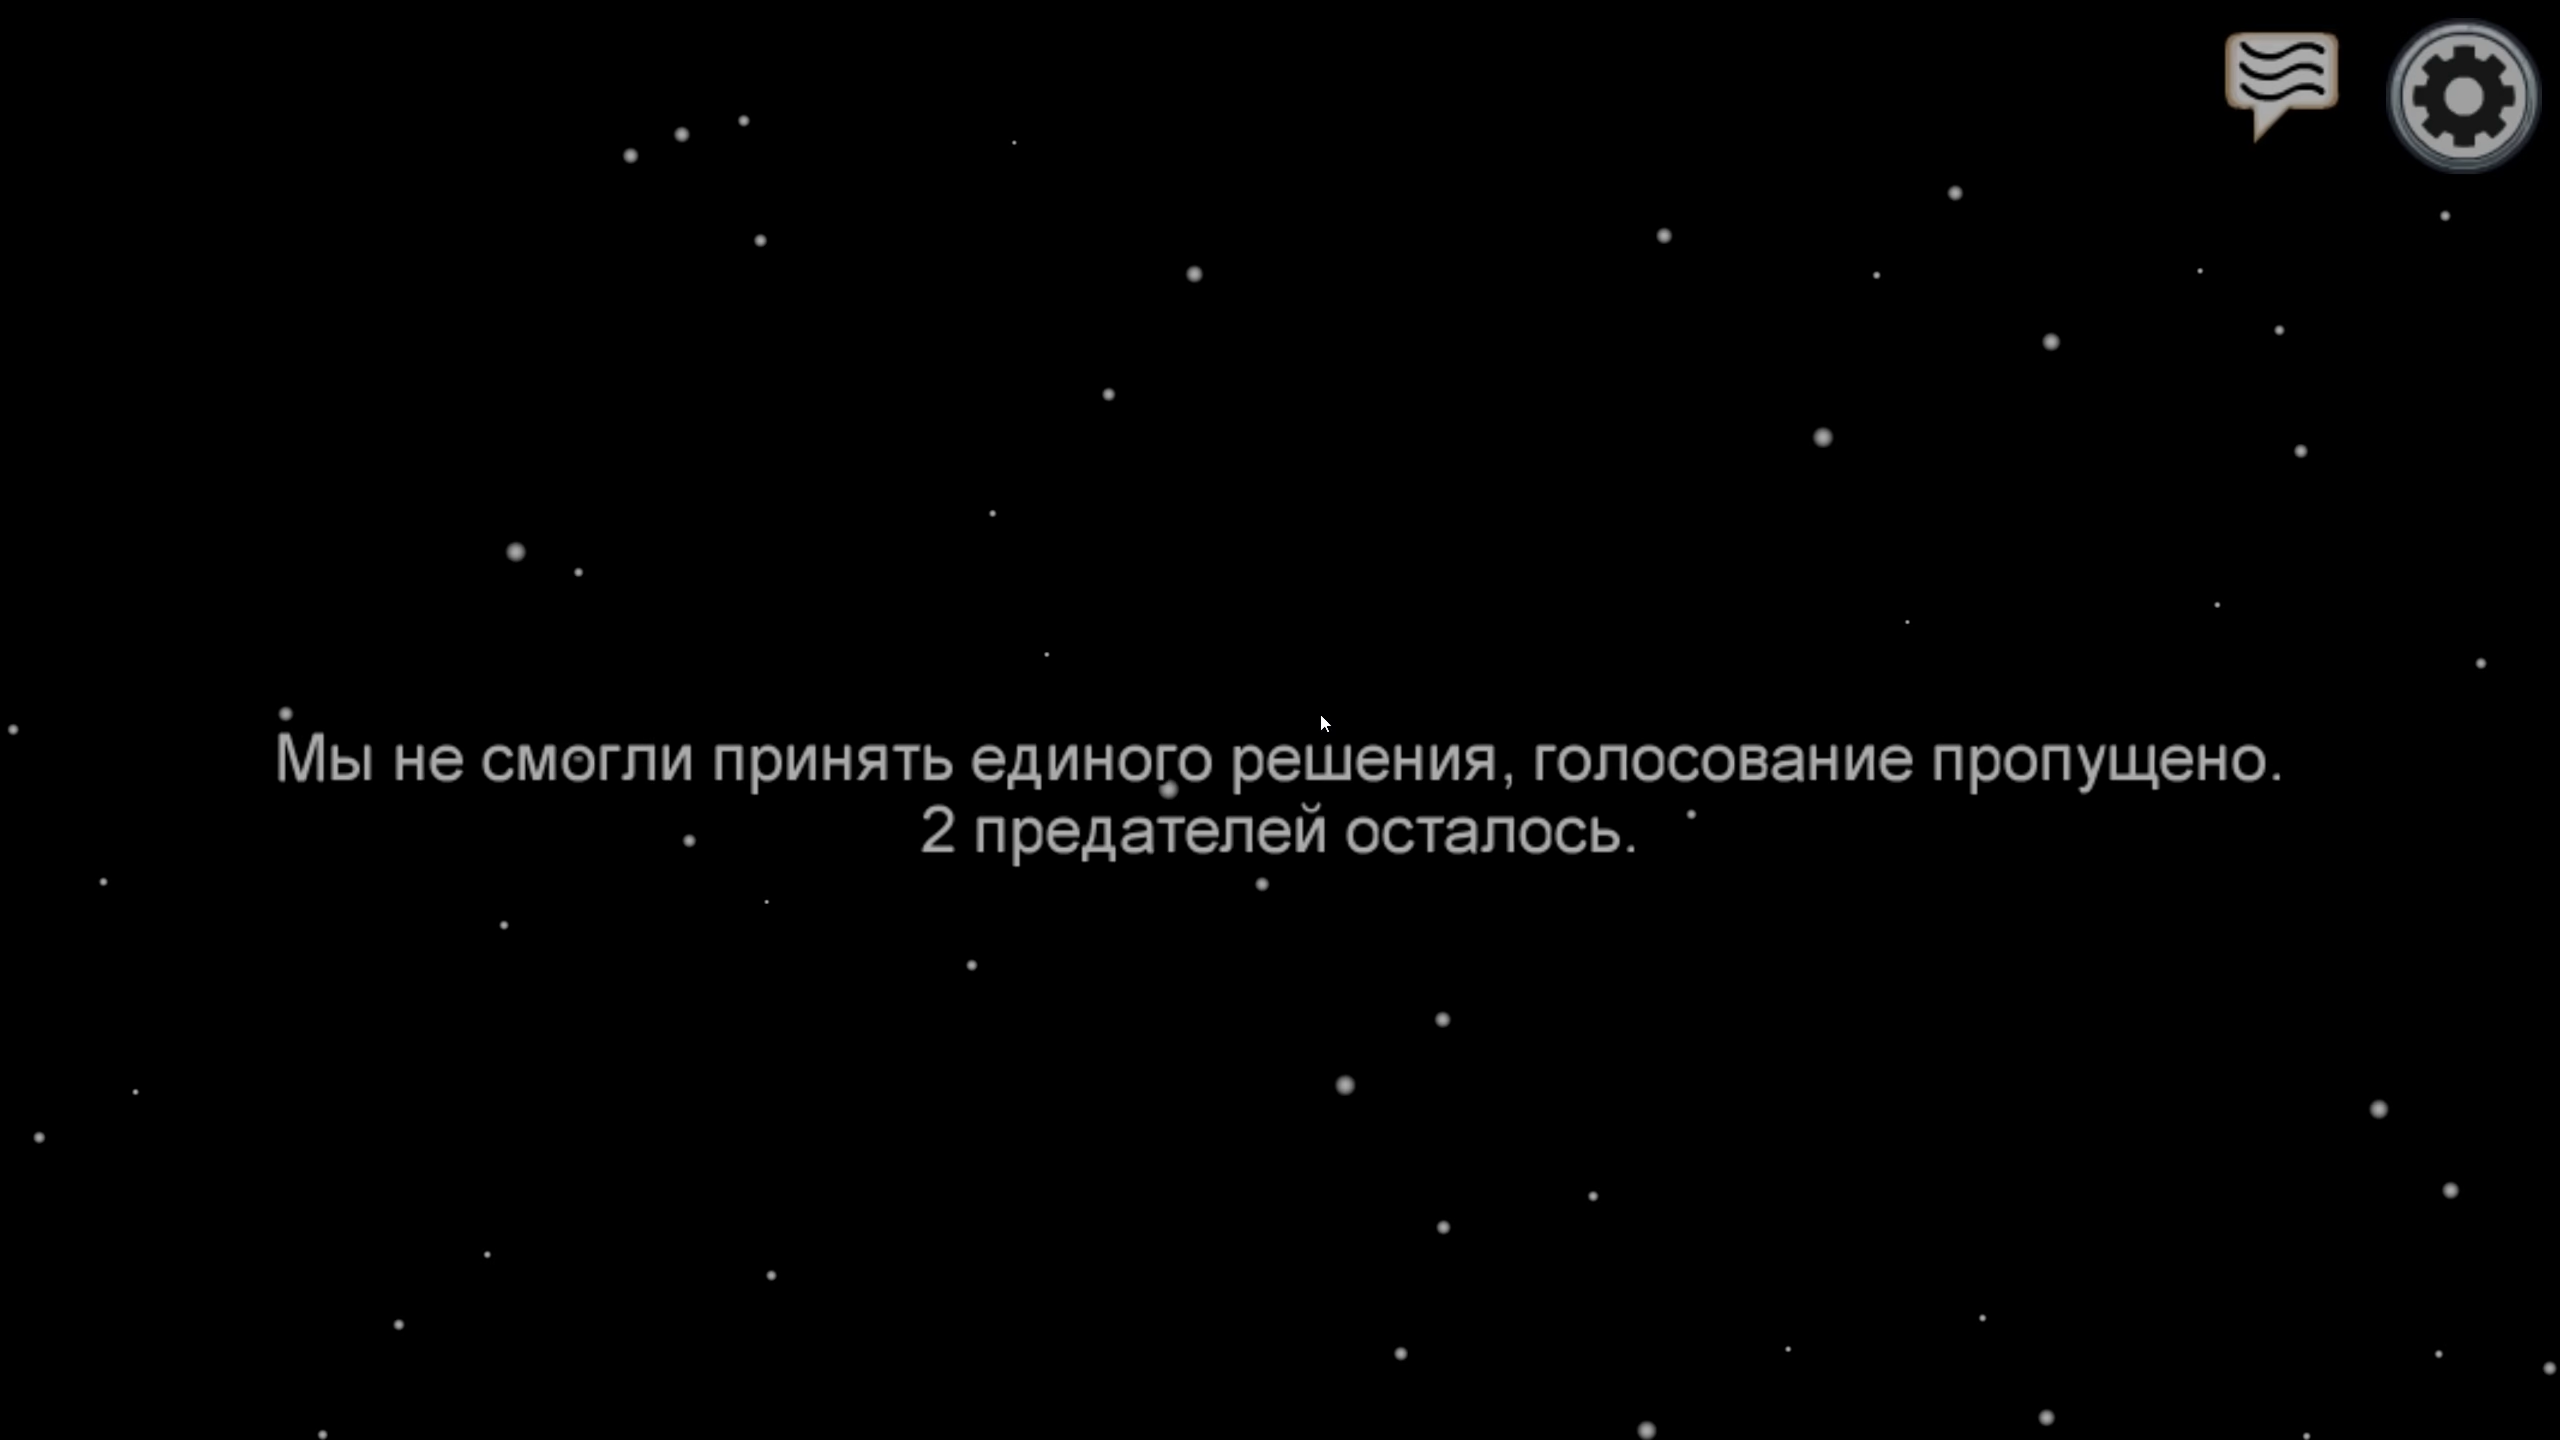 Мы не смогли принять единого решения, голосование пропущено.
2 предателей осталось.